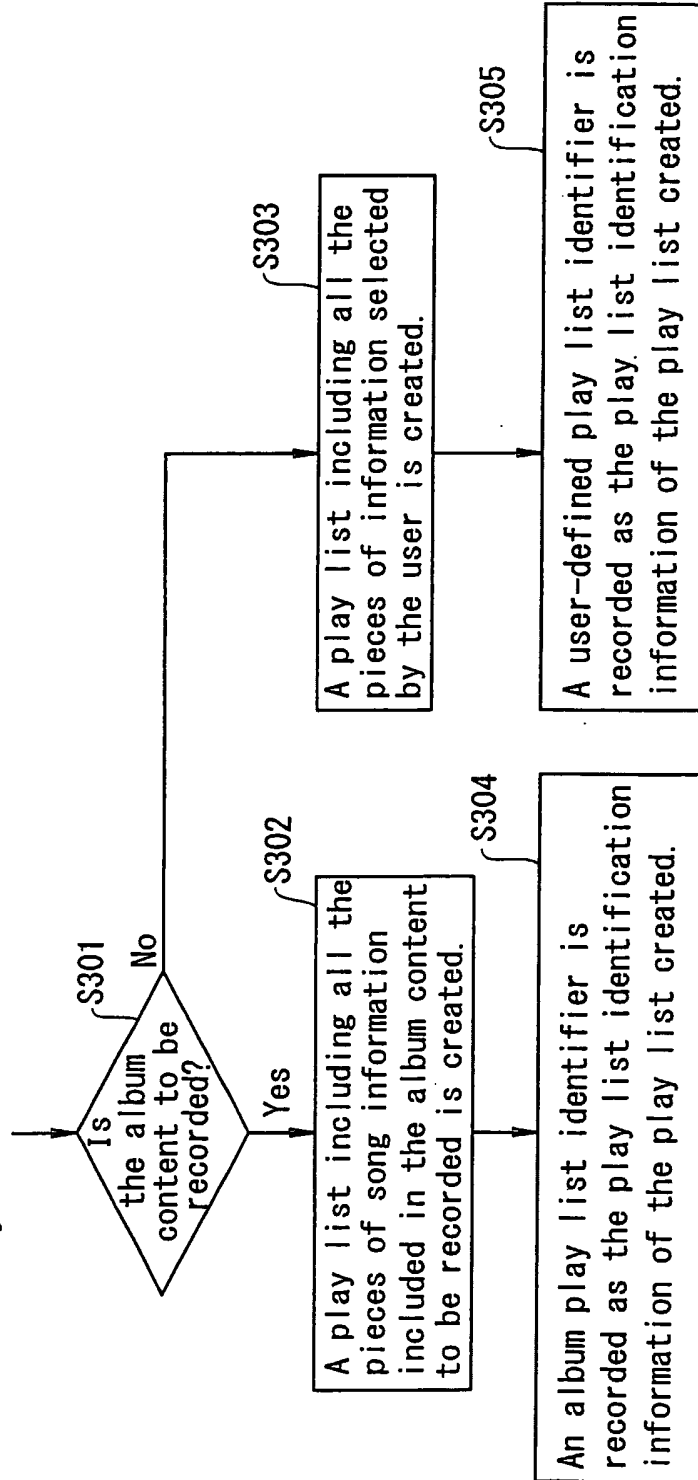 S301
Is
the album
content to be
recorded?
No
Yes
S302
A play list including all the
pieces of song information
included in the album content
to be recorded is created.
S303
A play list including all the
pieces of information selected
by the user is created.
S304
An album play list identifier is
recorded as the play list identification
information of the play list created.
S305
A user-defined play list identifier is
recorded as the play list identification
information of the play list created.